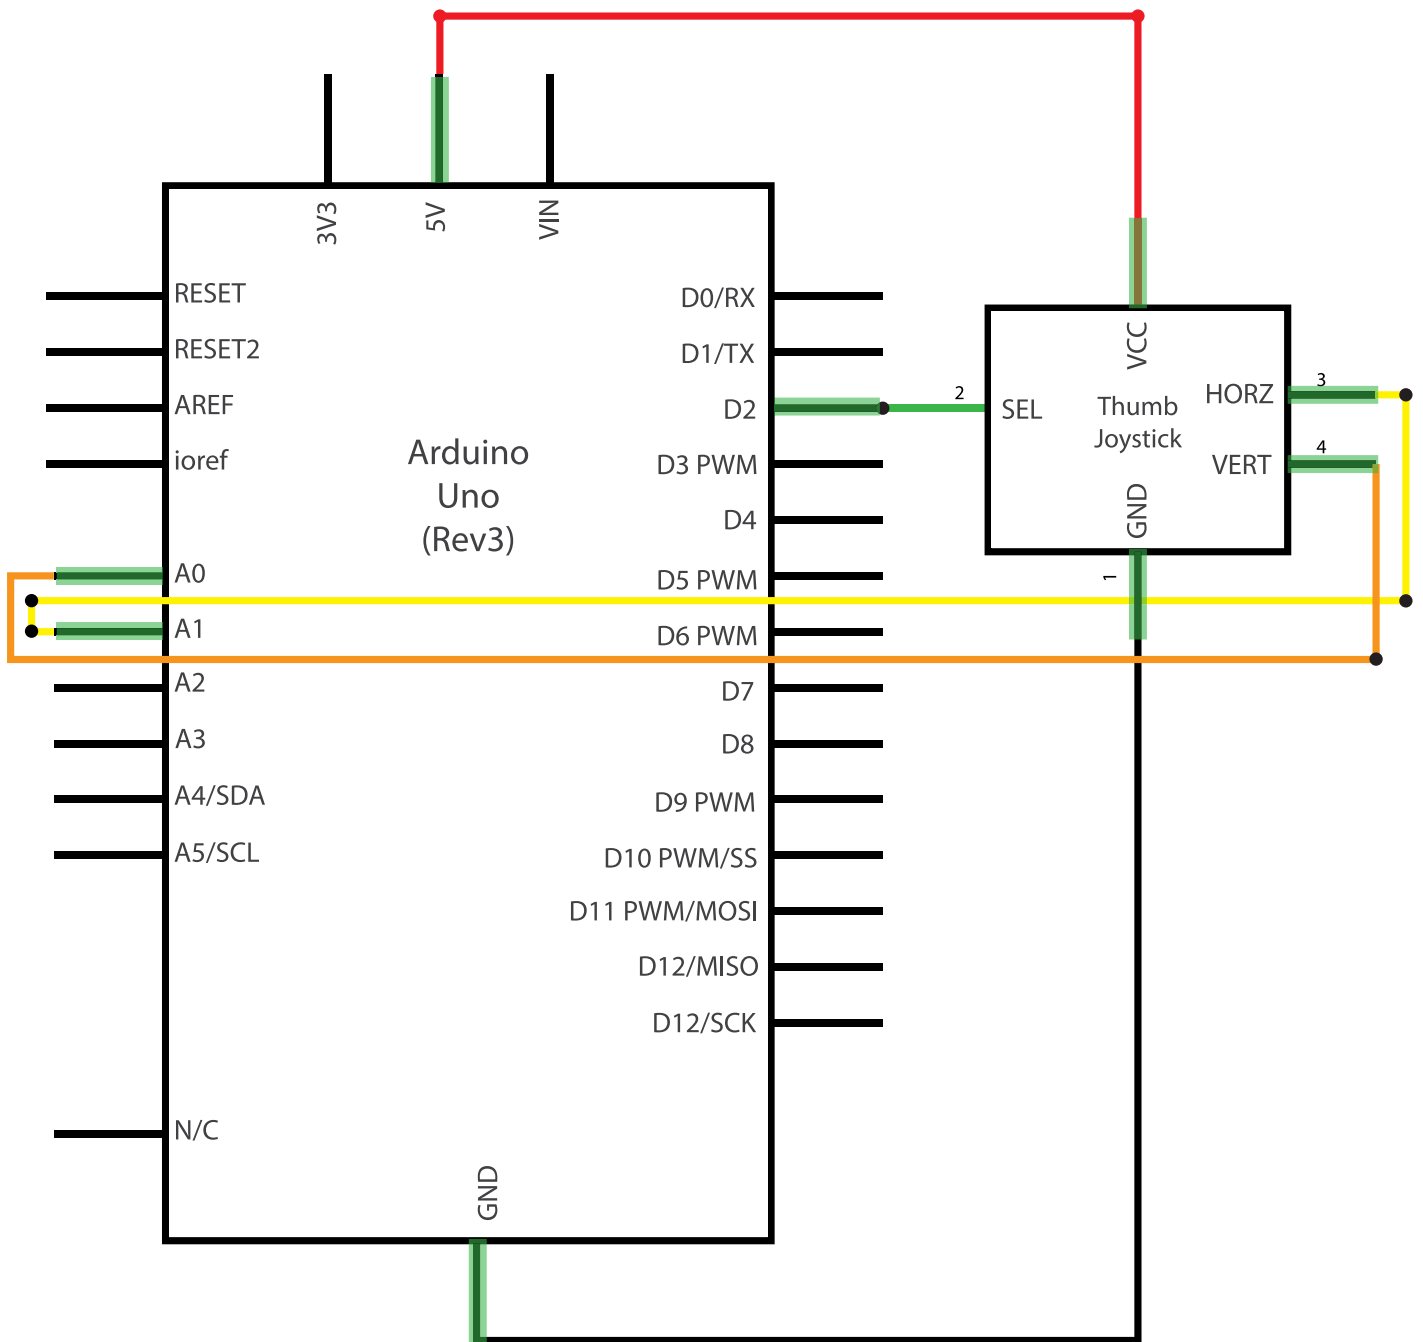 3V3
5V
VIN
RESET
RESET2
AREF
ioref
A0
A1
A2
A3
A4/SDA
A5/SCL
N/C
Arduino
Uno
(Rev3)
D0/RX
D1/TX
D2
D3 PWM
D4
D5 PWM
D6 PWM
D7
D8
D9 PWM
D10 PWM/SS
D11 PWM/MOSI
D12/MISO
D12/SCK
GND
2
SEL
VCC
Thumb
Joystick
HORZ
3
VERT
4
GND
1